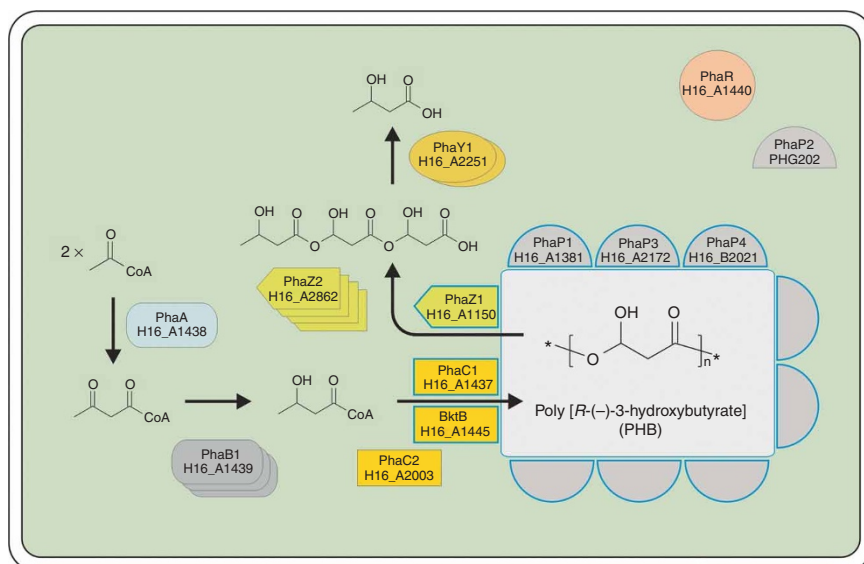 PhaR
H16_A1440
PhaP2
PHG202
OH
O
OH
PhaY1
H16_A2251
OH
O
OH
O
OH
O
O
O
OH
2 ×
O
CoA
PhaP1
H16_A1381
PhaP3
H16_A2172
PhaP4
H16_B2021
PhaZ2
H16_A2862
PhaZ1
H16_A1150
PhaA
H16_A1438
OH
O
*
O
n
*
PhaC1
H16_A1437
O
O
CoA
OH
O
CoA
BktB
H16_A1445
Poly [R-(–)-3-hydroxybutyrate]
(PHB)
PhaB1
H16_A1439
PhaC2
H16_A2003